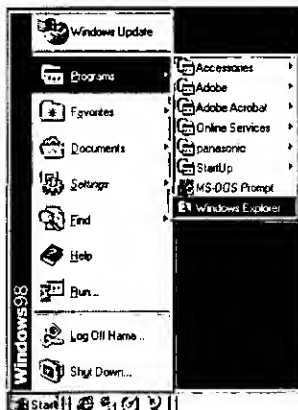 Windows Update
Programs
Favorites
Documents
Settings
Find
Help
Run...
Log Off Hama...
Shut Down...
Windows98
Start
Accessories
Adobe
Adobe Acrobat
Online Services
panasonic
StartUp
MS-DOS Prompt
Windows Explorer